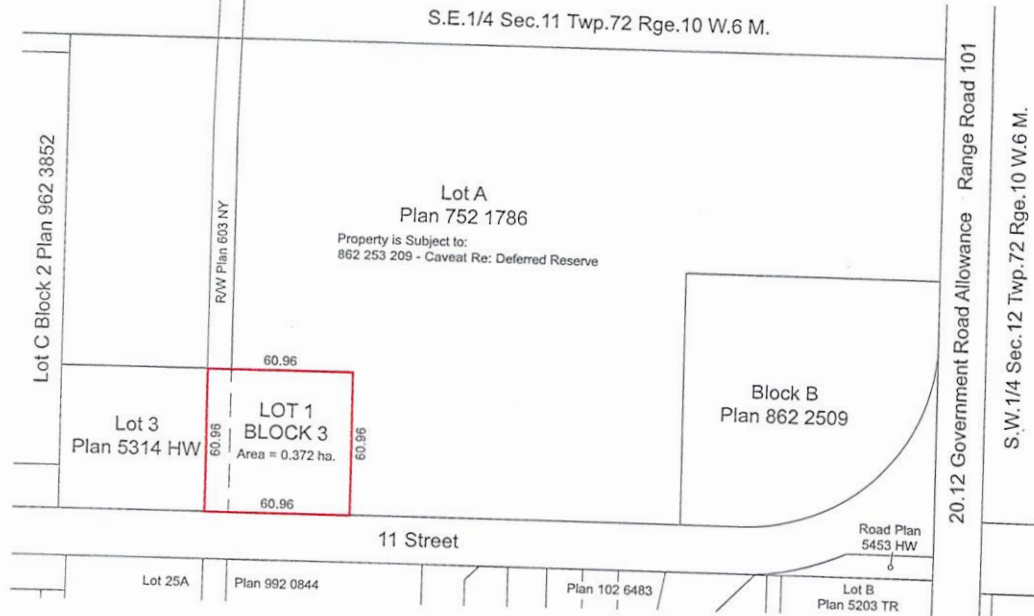 S.E.1/4 Sec.11 Twp.72 Rge.10 W.6 M.
Lot C Block 2 Plan 962 3852
R/W Plan 603 NY
Lot A
Plan 752 1786
Property is Subject to:
862 253 209 - Caveat Re: Deferred Reserve
20.12 Government Road Allowance Range Road 101
S.W.1/4 Sec.12 Twp.72 Rge.10 W.6 M.
60.96
Lot 3
Plan 5314 HW
60.96
LOT 1
BLOCK 3
Area = 0.372 ha.
60.96
60.96
Block B
Plan 862 2509
11 Street
Road Plan
5453 HW
Lot 25A
Plan 992 0844
Plan 102 6483
Lot B
Plan 5203 TR